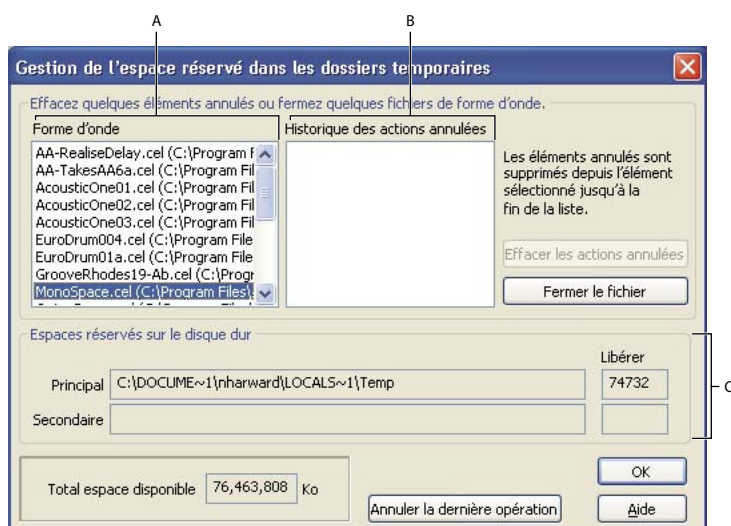 A
B
Gestion de l'espace réservé dans les dossiers temporaires
Effacez quelques éléments annulés ou fermez quelques fichiers de forme d'onde.
Forme d'onde
Historique des actions annulées
AA-RealiseDelay.cel (C:\Program F
AA-TakesAA6a.cel (C:\Program Fil
AcousticOne01.cel (C:\Program Fil
AcousticOne02.cel (C:\Program Fil
AcousticOne03.cel (C:\Program Fil
EuroDrum004.cel (C:\Program File
EuroDrum01a.cel (C:\Program File
GrooveRhodes19-Ab.cel (C:\Progr
MonoSpace.cel (C:\Program Files\
Les éléments annulés sont
supprimés depuis l'élément
sélectionné jusqu'à la
fin de la liste.
Effacer les actions annulées
Fermer le fichier
Espaces réservés sur le disque dur
Libérer
Principal C:\DOCUME~1\nharward\LOCALS~1\Temp 74732
C
Secondaire
Total espace disponible 76,463,808 Ko
OK
Annuler la dernière opération
Aide